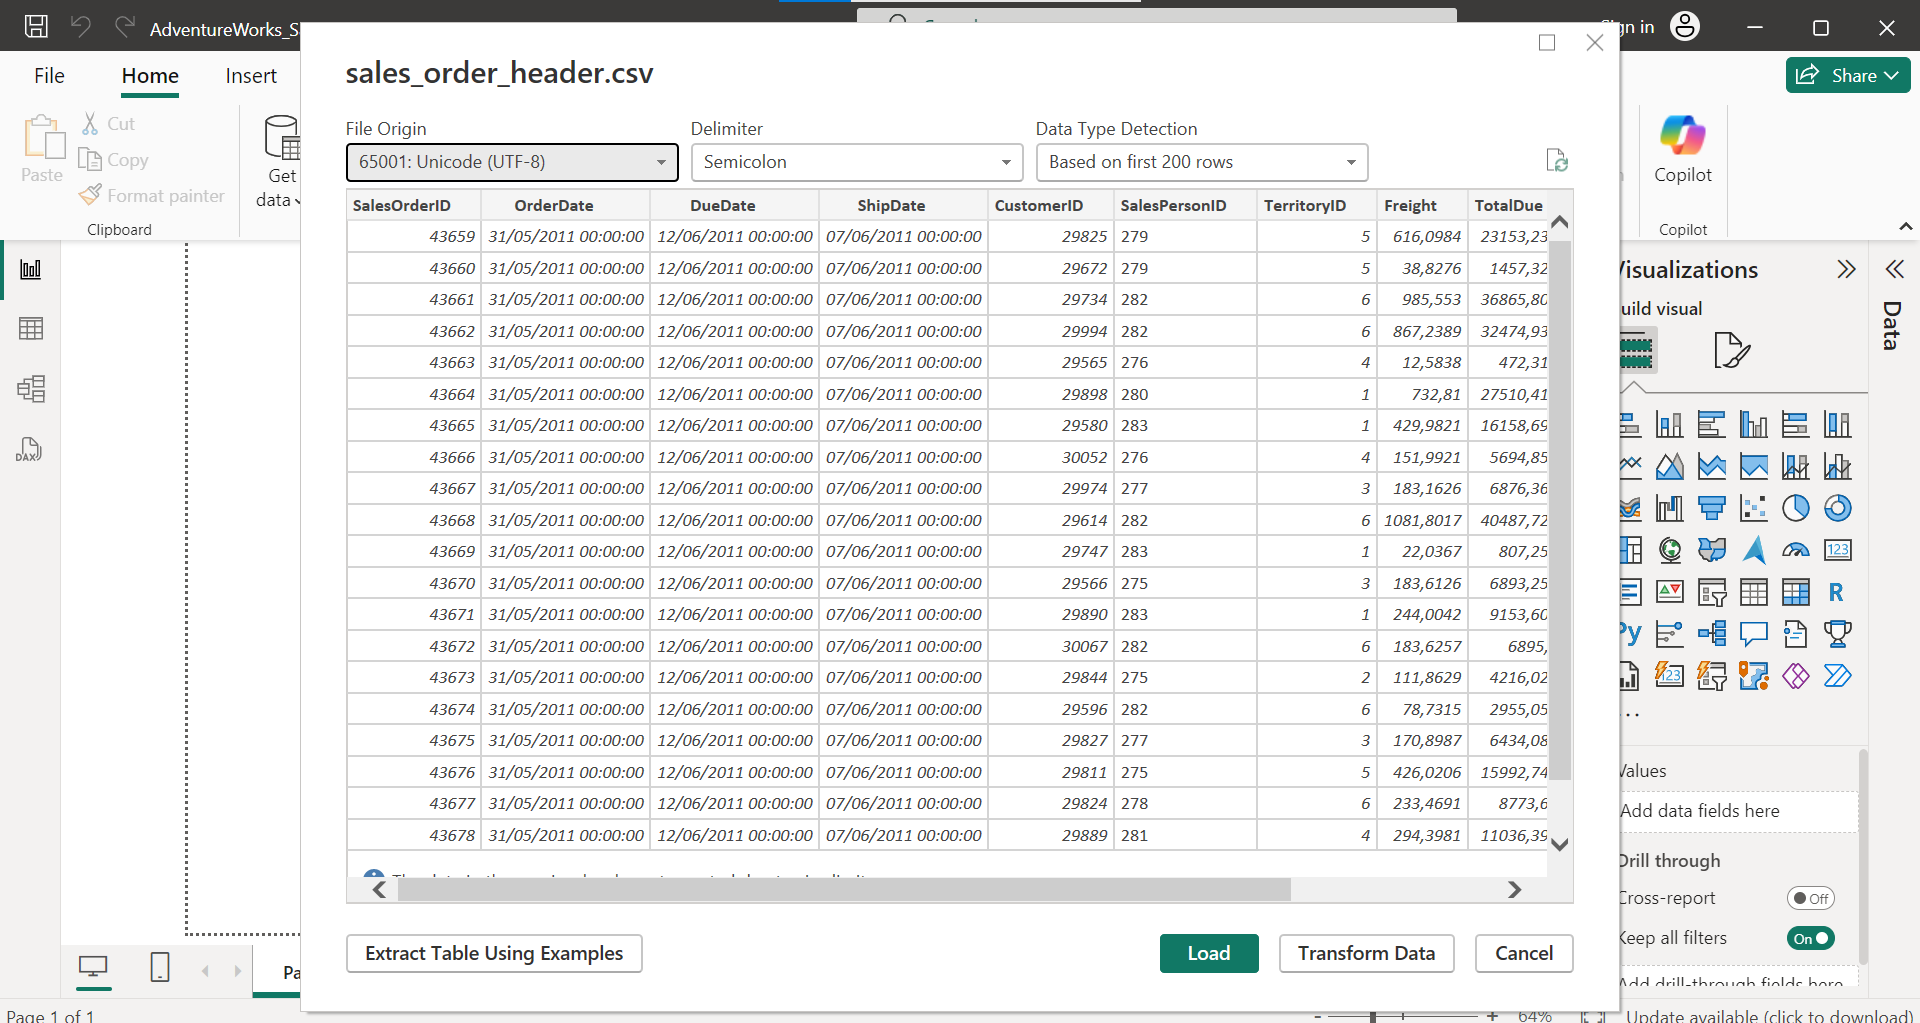 AdventureWorks_S
File
Home
Insert
Share
Cut
Copy
Paste
Format painter
Clipboard
Get
data
sales_order_header.csv
File Origin
Delimiter
Data Type Detection
65001: Unicode (UTF-8)
Semicolon
Based on first 200 rows
SalesOrderID OrderDate DueDate ShipDate CustomerID SalesPersonID TerritoryID Freight TotalDue
43659 31/05/2011 00:00:00 12/06/2011 00:00:00 07/06/2011 00:00:00 29825 279 5 616,0984 23153,23
43660 31/05/2011 00:00:00 12/06/2011 00:00:00 07/06/2011 00:00:00 29672 279 5 38,8276 1457,32
43661 31/05/2011 00:00:00 12/06/2011 00:00:00 07/06/2011 00:00:00 29734 282 6 985,553 36865,80
43662 31/05/2011 00:00:00 12/06/2011 00:00:00 07/06/2011 00:00:00 29994 282 6 867,2389 32474,93
43663 31/05/2011 00:00:00 12/06/2011 00:00:00 07/06/2011 00:00:00 29565 276 4 12,5838 472,31
43664 31/05/2011 00:00:00 12/06/2011 00:00:00 07/06/2011 00:00:00 29898 280 1 732,81 27510,41
43665 31/05/2011 00:00:00 12/06/2011 00:00:00 07/06/2011 00:00:00 29580 283 1 429,9821 16158,69
43666 31/05/2011 00:00:00 12/06/2011 00:00:00 07/06/2011 00:00:00 30052 276 4 151,9921 5694,85
43667 31/05/2011 00:00:00 12/06/2011 00:00:00 07/06/2011 00:00:00 29974 277 3 183,1626 6876,36
43668 31/05/2011 00:00:00 12/06/2011 00:00:00 07/06/2011 00:00:00 29614 282 6 1081,8017 40487,72
43669 31/05/2011 00:00:00 12/06/2011 00:00:00 07/06/2011 00:00:00 29747 283 1 22,0367 807,25
43670 31/05/2011 00:00:00 12/06/2011 00:00:00 07/06/2011 00:00:00 29566 275 3 183,6126 6893,25
43671 31/05/2011 00:00:00 12/06/2011 00:00:00 07/06/2011 00:00:00 29890 283 1 244,0042 9153,60
43672 31/05/2011 00:00:00 12/06/2011 00:00:00 07/06/2011 00:00:00 30067 282 6 183,6257 6895,
43673 31/05/2011 00:00:00 12/06/2011 00:00:00 07/06/2011 00:00:00 29844 275 2 111,8629 4216,02
43674 31/05/2011 00:00:00 12/06/2011 00:00:00 07/06/2011 00:00:00 29596 282 6 78,7315 2955,05
43675 31/05/2011 00:00:00 12/06/2011 00:00:00 07/06/2011 00:00:00 29827 277 3 170,8987 6434,08
43676 31/05/2011 00:00:00 12/06/2011 00:00:00 07/06/2011 00:00:00 29811 275 5 426,0206 15992,74
43677 31/05/2011 00:00:00 12/06/2011 00:00:00 07/06/2011 00:00:00 29824 278 6 233,4691 8773,6
43678 31/05/2011 00:00:00 12/06/2011 00:00:00 07/06/2011 00:00:00 29889 281 4 294,3981 11036,39
Extract Table Using Examples
Load
Transform Data
Cancel
Copilot
Copilot
isualizations
uild visual
Data
DAX
123
R
Py
123
Values
Add data fields here
Drill through
Cross-report
Off
Keep all filters
On
Add drill-through fields here
Pa
Page 1 of 1
64%
Update available (click to download)